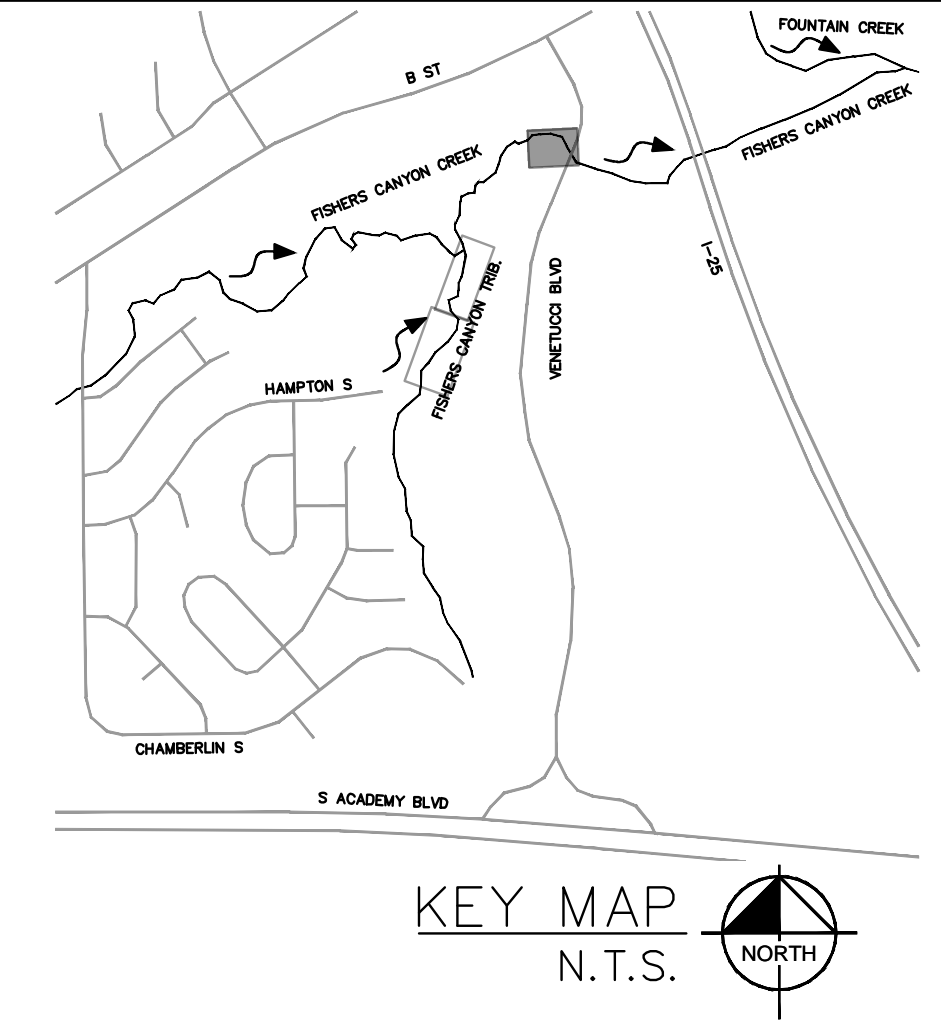 FOUNTAIN CREEK
B ST
FISHERS CANYON CREEK
FISHERS CANYON CREEK
I-25
FISHERS CANYON TRIB.
VENETUCCI BLVD
HAMPTON S
CHAMBERLIN S
S ACADEMY BLVD
KEY MAP
N.T.S.
NORTH